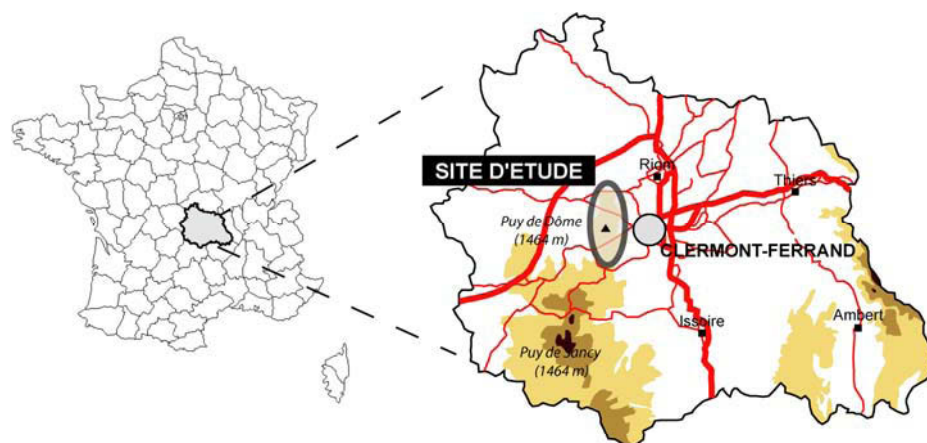 Riom
SITE D'ETUDE
Thiers
Puy de Dôme
(1464 m)
CLERMONT-FERRAND
Issoire
Ambert
Puy de Sancy
(1464 m)